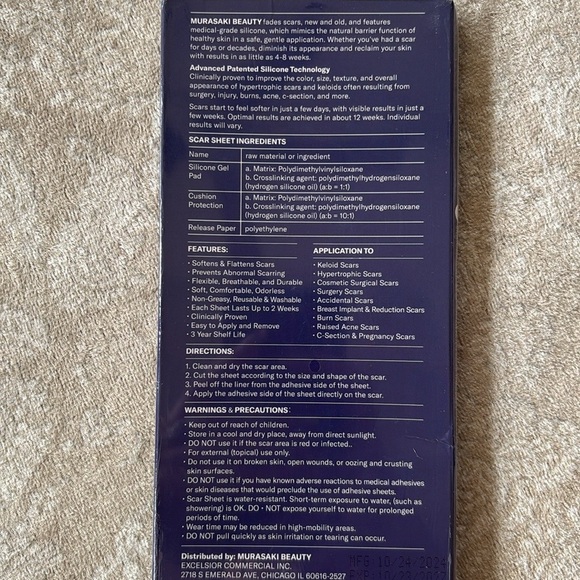 MURASAKI BEAUTY fades scars, new and old, and features
medical-grade silicone, which mimics the natural barrier function of
healthy skin in a safe, gentle application. Whether you've had a scar
for days or decades, diminish its appearance and reclaim your skin
with results in as little as 4-8 weeks.
Advanced Patented Silicone Technology
Clinically proven to improve the color, size, texture, and overall
appearance of hypertrophic scars and keloids often resulting from
surgery, injury, burns, acne, c-section, and more.
Scars start to feel softer in just a few days, with visible results in just a
few weeks. Optimal results are achieved in about 12 weeks. Individual
results will vary.
SCAR SHEET INGREDIENTS
Name raw material or ingredient
Silicone Gel Pad
a. Matrix: Polydimethylvinylsiloxane
b. Crosslinking agent: polydimethylhydrogensiloxane
(hydrogen silicone oil) (a:b = 1:1)
Cushion Protection
a. Matrix: Polydimethylvinylsiloxane
b. Crosslinking agent: polydimethylhydrogensiloxane
(hydrogen silicone oil) (a:b = 10:1)
Release Paper polyethylene
FEATURES:
• Softens & Flattens Scars
• Prevents Abnormal Scarring
• Flexible, Breathable, and Durable
• Soft, Comfortable, Odorless
• Non-Greasy, Reusable & Washable
• Each Sheet Lasts Up to 2 Weeks
• Clinically Proven
• Easy to Apply and Remove
• 3 Year Shelf Life
APPLICATION TO
• Keloid Scars
• Hypertrophic Scars
• Cosmetic Surgical Scars
• Surgery Scars
• Accidental Scars
• Breast Implant & Reduction Scars
• Burn Scars
• Raised Acne Scars
• C-Section & Pregnancy Scars
DIRECTIONS:
1. Clean and dry the scar area.
2. Cut the sheet according to the size and shape of the scar.
3. Peel off the liner from the adhesive side of the sheet.
4. Apply the adhesive side of the sheet directly on the scar.
WARNINGS & PRECAUTIONS:
• Keep out of reach of children.
• Store in a cool and dry place, away from direct sunlight.
• DO NOT use it if the scar area is red or infected..
• For external (topical) use only.
• Do not use it on broken skin, open wounds, or oozing and crusting
skin surfaces.
• DO NOT use it if you have known adverse reactions to medical adhesives
or skin diseases that would preclude the use of adhesive sheets.
• Scar Sheet is water-resistant. Short-term exposure to water, (such as
showering) is OK. DO • NOT expose yourself to water for prolonged
periods of time.
• Wear time may be reduced in high-mobility areas.
• DO NOT pull quickly as skin irritation or tearing can occur.
Distributed by: MURASAKI BEAUTY
EXCELSIOR COMMERCIAL INC.
2718 S EMERALD AVE, CHICAGO IL 60616-2527
MFG 10/24/2024